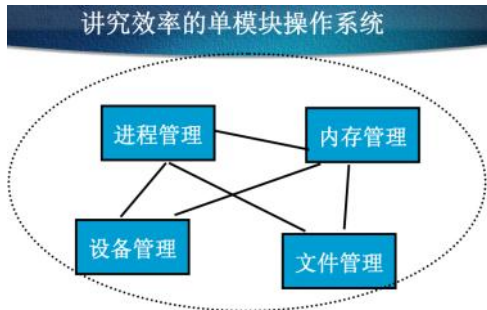 讲究效率的单模块操作系统
进程管理
内存管理
设备管理
文件管理